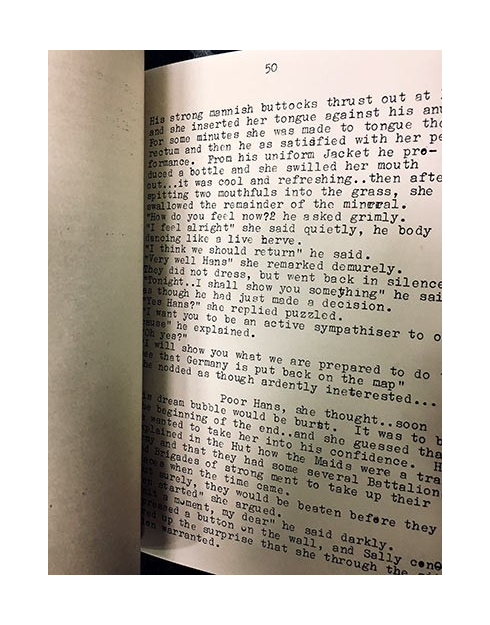 50
His strong mannish buttocks thrust out at
and she inserted her tongue against his anu
For some minutes she was made to tongue the
rectum and then he as satidfied with her pe
formance. From his uniform Jacket he pro-
duced a bottle and she swilled her mouth
out...it was cool and refreshing..then afte
spitting two mouthfuls into the grass, she
swallowed the remainder of the mineral.
"How do you feel now?2 he asked grimly.
"I feel alright" she said quietly, he body
dancing like a live herve.
"I think we should return" he said.
"Very well Hans" she remarked demurely.
They did not dress, but went back in silence
"Tonight..I shall show you something" he sai
as though he had just made a decision.
"Yes Hans?" she replied puzzled.
"I want you to be an active sympathiser to o
cause" he explained.
"Oh yes?"
"I will show you what we are prepared to do
see that Germany is put back on the map"
he nodded as though ardently ineterested....
Poor Hans, she thought..soon
is dream bubble would be burst. It was to b
he beginning of the end..and she guessed tha
wanted to take her into his confidence. H
plained in the Hut how the Maids were a tra
my and that they had some several Battalion
d Brigades of strong ment to take up their
when the time came.
t surely, they would be beaten before they
en started" she argued.
it a moment, my dear" he said darkly.
a button on the wall, and Sally cono
ed up the surprise that she through the
en warranted.